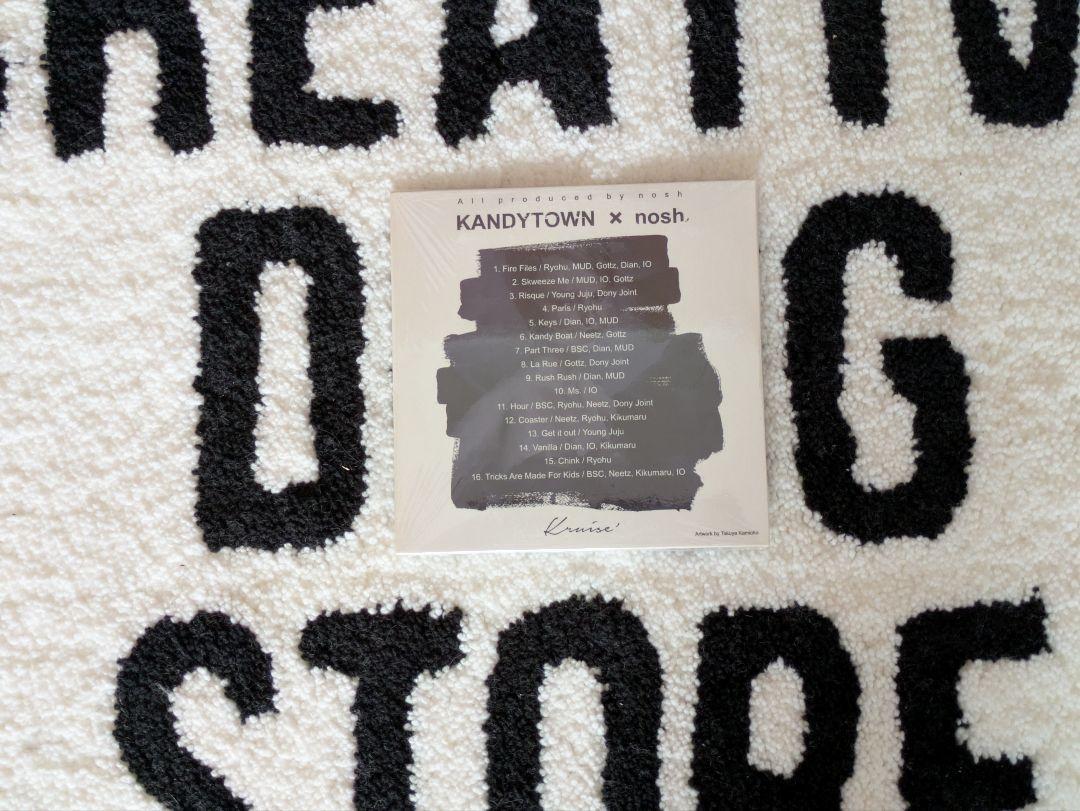 CREATIVE
D G
All produced by nosh
KANDYTOWN × nosh,
1. Fire Files / Ryohu, MUD, Gottz, Dian, IO
2. Skweeze Me / MUD, IO, Gottz
3. Risque / Young Juju, Dony Joint
4. Paris / Ryohu
5. Keys / Dian, IO, MUD
6. Kandy Boat / Neetz, Gottz
7. Part Three / BSC, Dian, MUD
8. La Rue / Gottz, Dony Joint
9. Rush Rush / Dian, MUD
10. Ms. / IO
11. Hour / BSC, Ryohu, Neetz, Dony Joint
12. Coaster / Neetz, Ryohu, Kikumaru
13. Get it out / Young Juju
14. Vanilla / Dian, IO, Kikumaru
15. Chink / Ryohu
16. Tricks Are Made For Kids / BSC, Neetz, Kikumaru, IO
Kruise'
Artwork by Takuya Kamioka
STORE